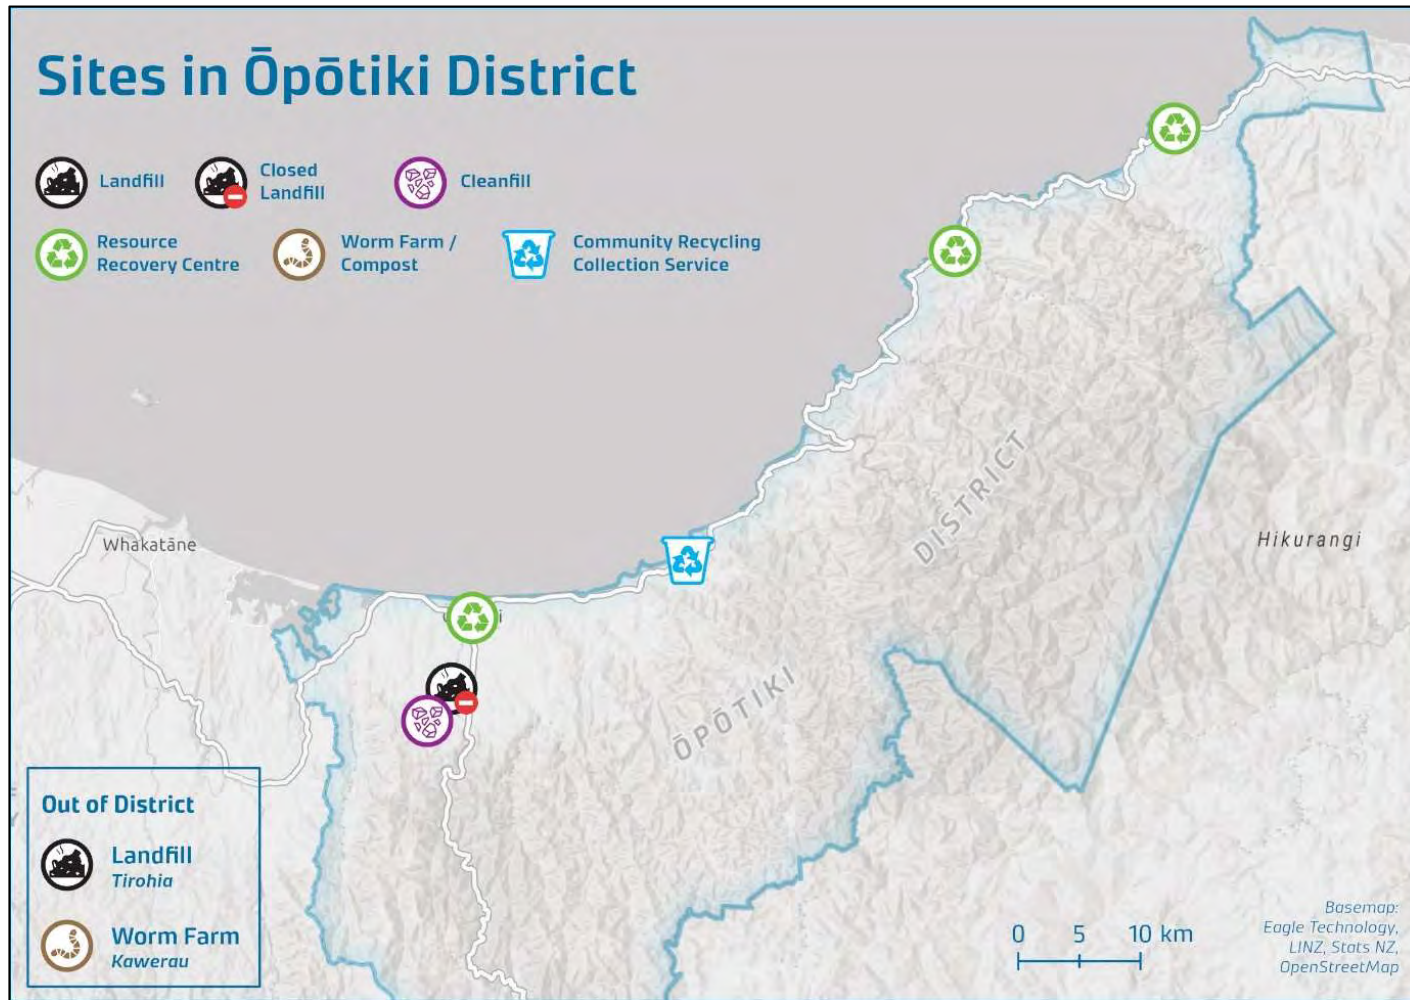 Sites in Ōpōtiki District
Landfill
Closed
Landfill
Cleanfill
Resource
Recovery Centre
Worm Farm /
Compost
Community Recycling
Collection Service
Whakatāne
DISTRICT
Hikurangi
ŌPŌTIKI
Out of District
Landfill
Tirohia
Worm Farm
Kawerau
0 5 10 km
Basemap:
Eagle Technology,
LINZ, Stats NZ,
OpenStreetMap